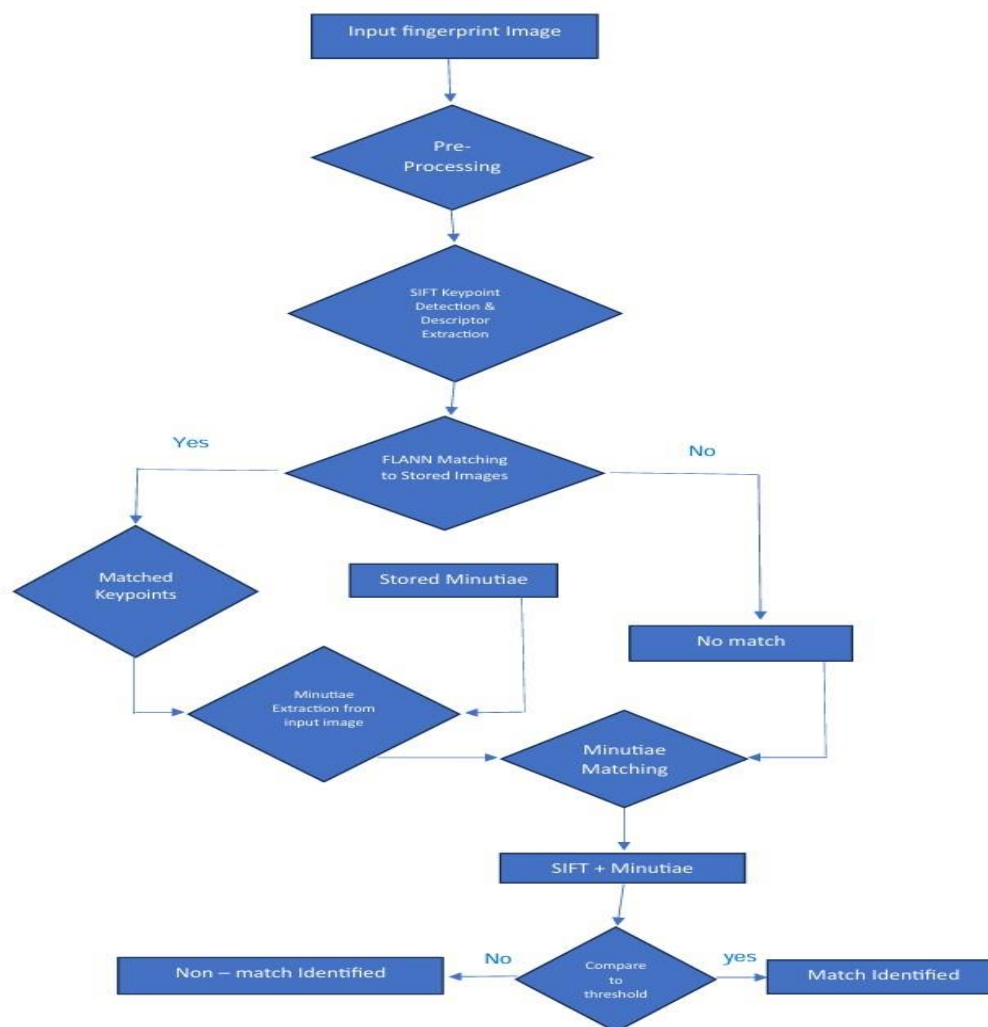 Input fingerprint Image
Pre-
Processing
SIFT Keypoint
Detection &
Descriptor
Extraction
Yes
FLANN Matching
to Stored Images
No
Matched
Keypoints
Stored Minutiae
No match
Minutiae
Extraction from
input image
Minutiae
Matching
SIFT + Minutiae
No
Compare
to
threshold
yes
Non – match Identified
Match Identified